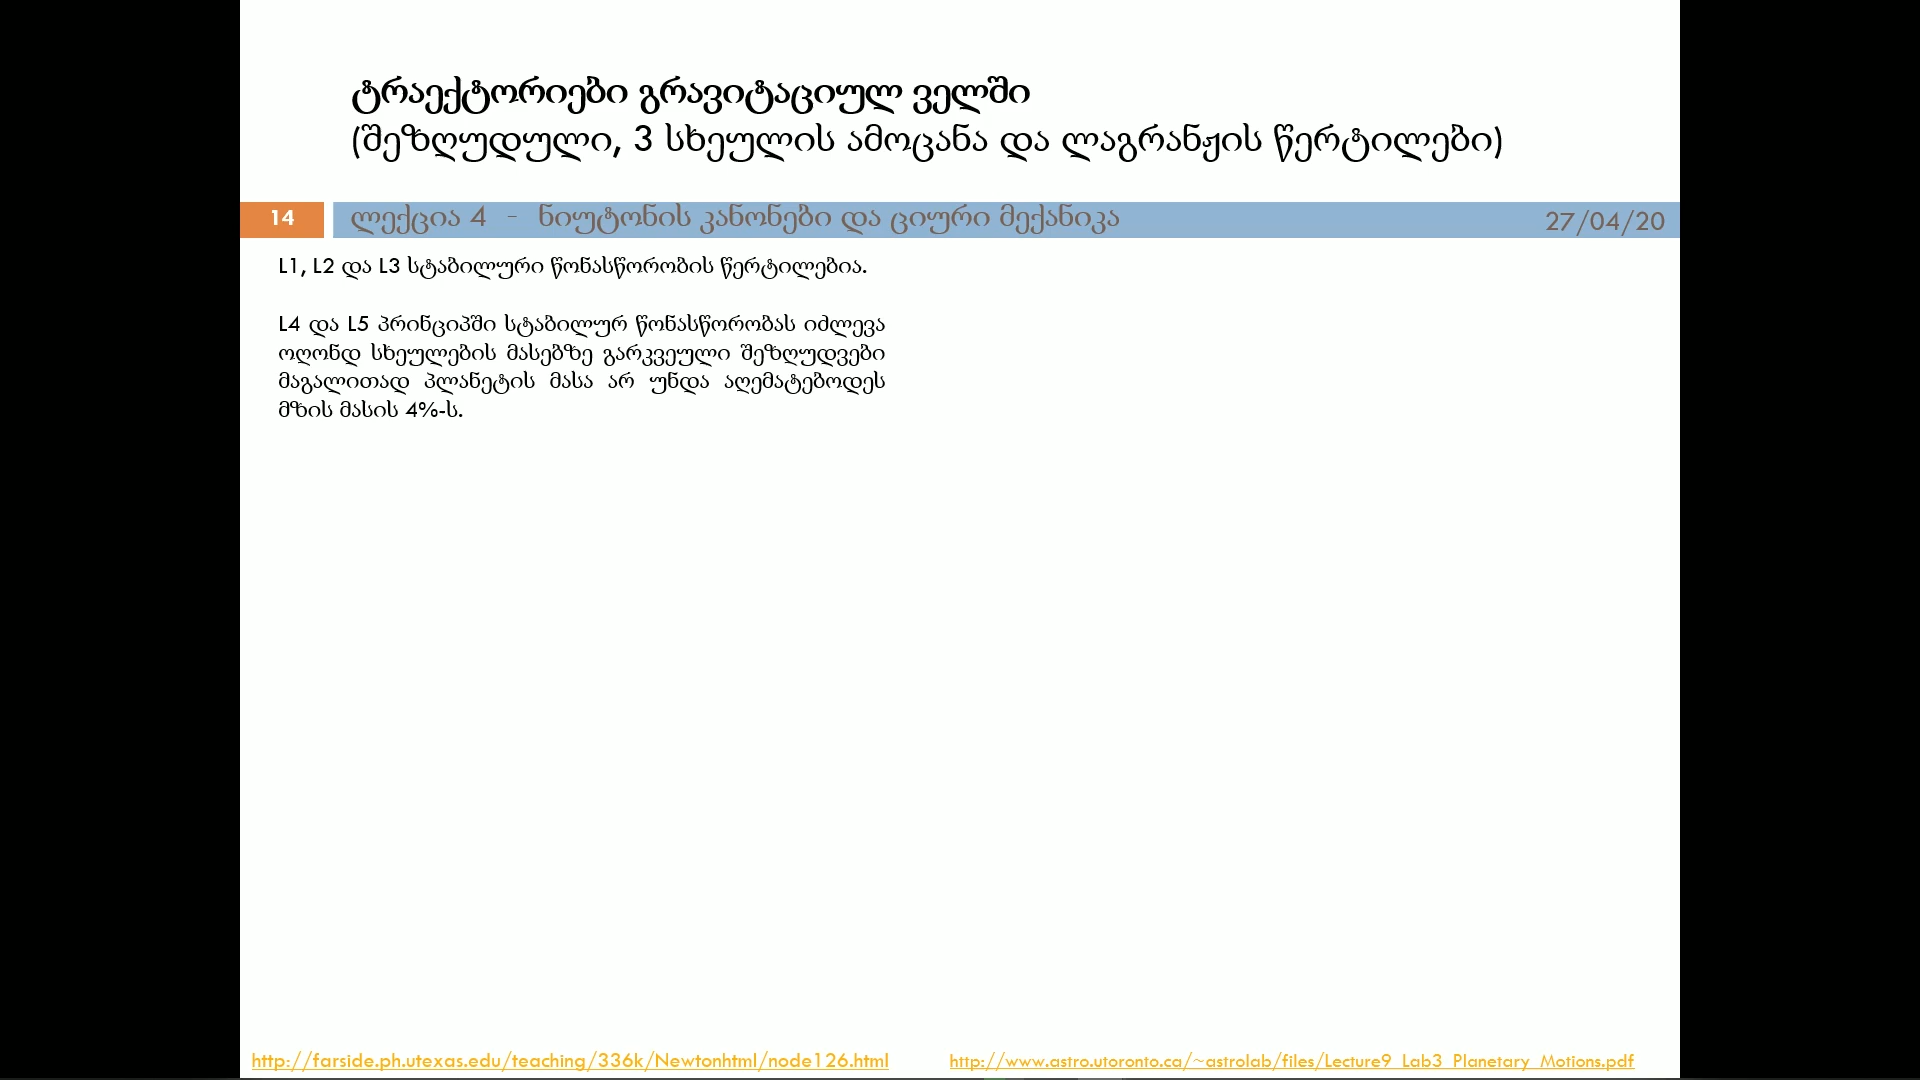 ტრაექტორიები გრავიტაციულ ველში
(შეზღუდული, 3 სხეულის ამოცანა და ლაგრანჟის წერტილები)
14
ლექცია 4 - ნიუტონის კანონები და ციური მექანიკა
27/04/20
L1, L2 და L3 სტაბილური წონასწორობის წერტილებია.
L4 და L5 პრინციპში სტაბილურ წონასწორობას იძლევა
ოღონდ სხეულების მასებზე გარკვეული შეზღუდვები
მაგალითად პლანეტის მასა არ უნდა აღემატებოდეს
მზის მასის 4%-ს.
http://farside.ph.utexas.edu/teaching/336k/Newtonhtml/node126.html
http://www.astro.utoronto.ca/~astrolab/files/Lecture9_Lab3_Planetary_Motions.pdf